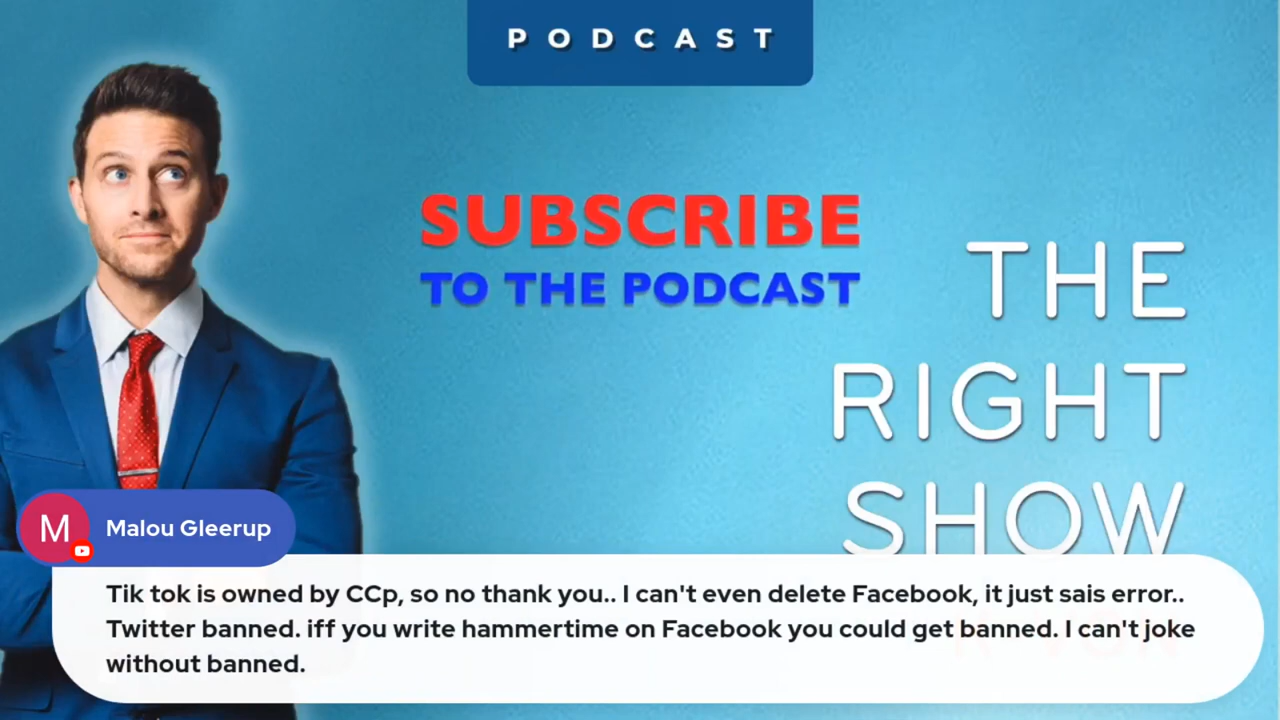 PODCAST
SUBSCRIBE
TO THE PODCAST
THE
RIGHT
SHOW
M
Malou Gleerup
Tik tok is owned by CCp, so no thank you.. I can't even delete Facebook, it just sais error..
Twitter banned. iff you write hammertime on Facebook you could get banned. I can't joke
without banned.